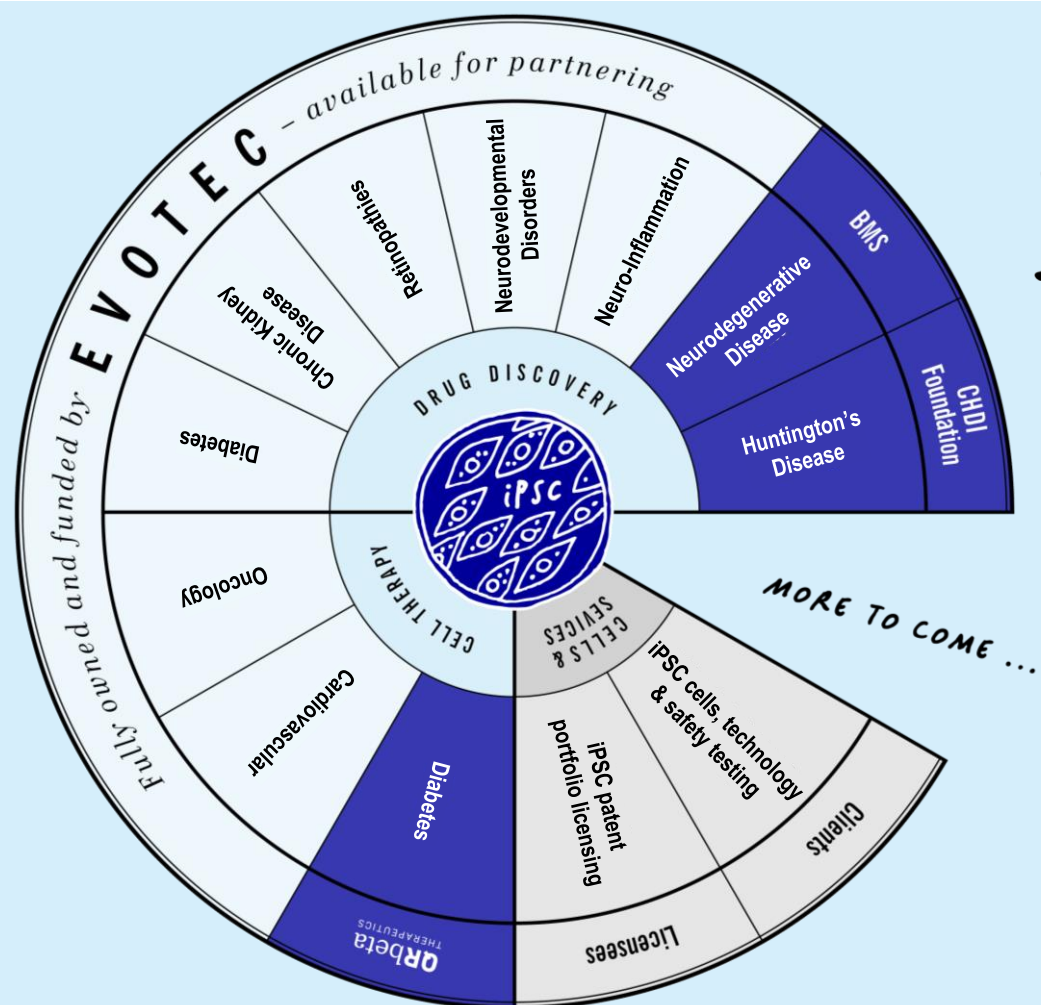 Fully owned and funded by EVOTEC – available for partnering
DRUG DISCOVERY
Diabetes
Chronic Kidney
Disease
Retinopathies
Neurodevelopmental
Disorders
Neuro-Inflammation
Neurodegenerative
Disease
BMS
Huntington's
Disease
CHDI
Foundation
iPSC
CELL THERAPY
Oncology
Cardiovascular
Diabetes
QRbeta
THERAPEUTICS
CELLS &
SEVICES
iPSC patent
portfolio licensing
Licensees
iPSC cells, technology
& safety testing
Clients
MORE TO COME ...